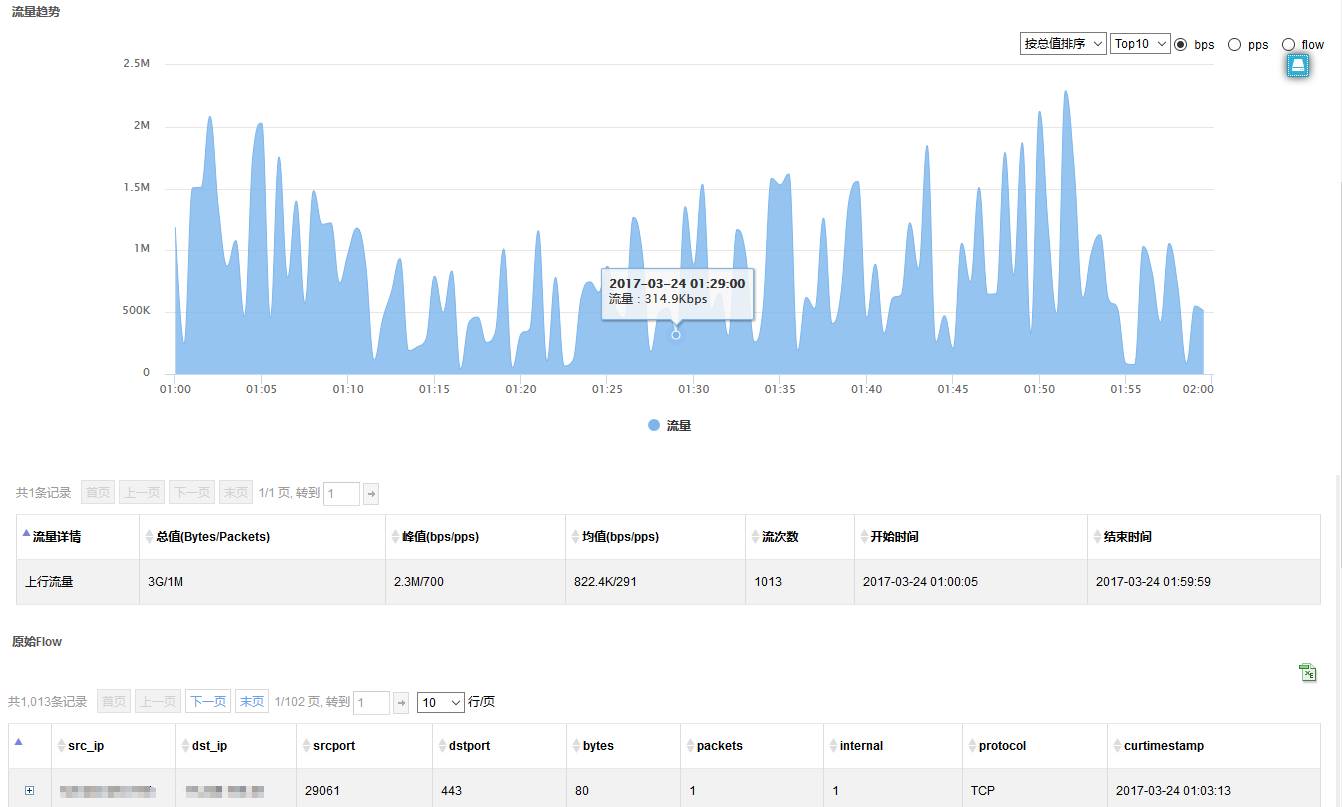 流量趋势
按总值排序 Top10 bps pps flow
2.5M
2M
1.5M
1M
500K
0
2017-03-24 01:29:00
流量 : 314.9Kbps
01:00 01:05 01:10 01:15 01:20 01:25 01:30 01:35 01:40 01:45 01:50 01:55 02:00
流量
共1条记录 首页 上一页 下一页 末页 1/1 页, 转到 1
流量详情 总值(Bytes/Packets) 峰值(bps/pps) 均值(bps/pps) 流次数 开始时间 结束时间
上行流量 3G/1M 2.3M/700 822.4K/291 1013 2017-03-24 01:00:05 2017-03-24 01:59:59
原始Flow
共1,013条记录 首页 上一页 下一页 末页 1/102 页, 转到 1 10 行/页
src_ip dst_ip srcport dstport bytes packets internal protocol curtimestamp
29061 443 80 1 1 TCP 2017-03-24 01:03:13